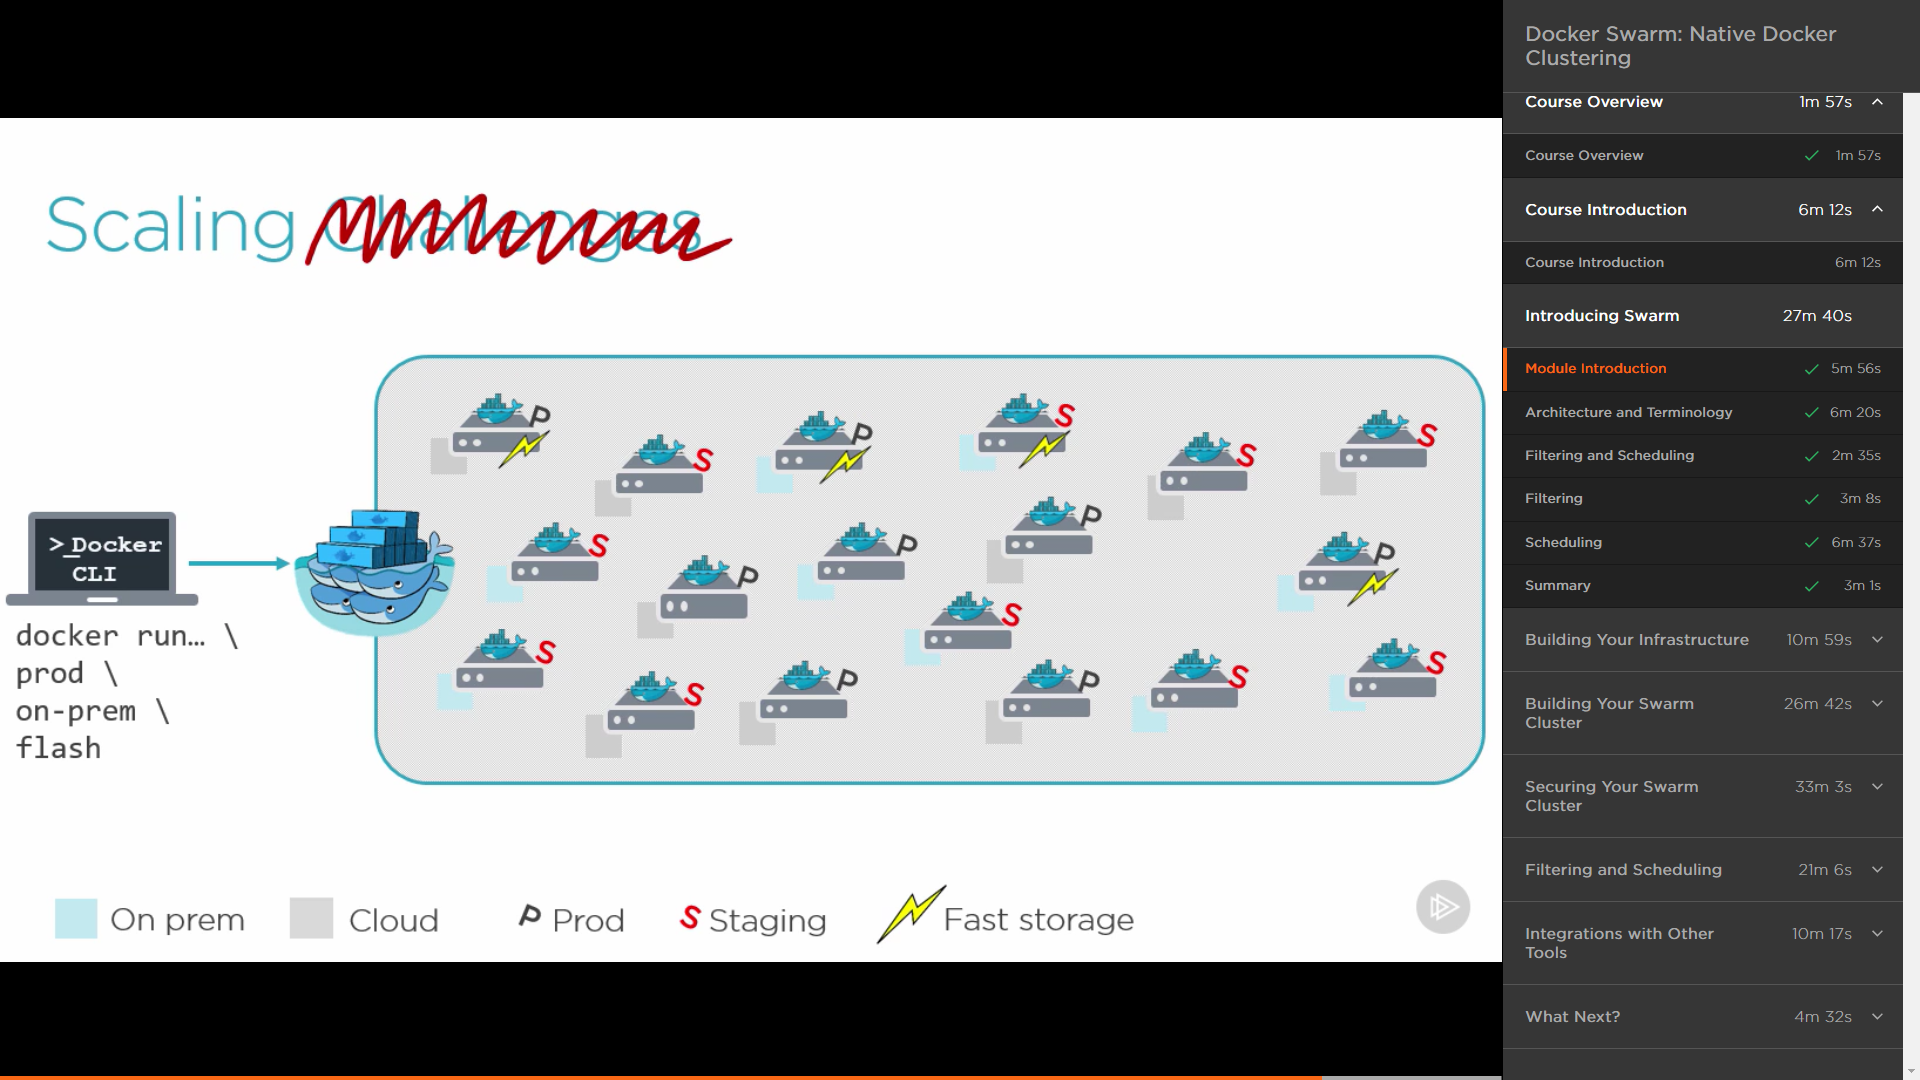 Scaling Challenges
>_Docker
CLI
docker run… \
prod \
on-prem \
flash
P
S
P
S
S
S
S
P
P
P
P
S
S
S
P
P
S
S
On prem
Cloud
P Prod
S Staging
Fast storage
Docker Swarm: Native Docker
Clustering
Course Overview 1m 57s
Course Overview 1m 57s
Course Introduction 6m 12s
Course Introduction 6m 12s
Introducing Swarm 27m 40s
Module Introduction 5m 56s
Architecture and Terminology 6m 20s
Filtering and Scheduling 2m 35s
Filtering 3m 8s
Scheduling 6m 37s
Summary 3m 1s
Building Your Infrastructure 10m 59s
Building Your Swarm 26m 42s
Cluster
Securing Your Swarm 33m 3s
Cluster
Filtering and Scheduling 21m 6s
Integrations with Other 10m 17s
Tools
What Next? 4m 32s